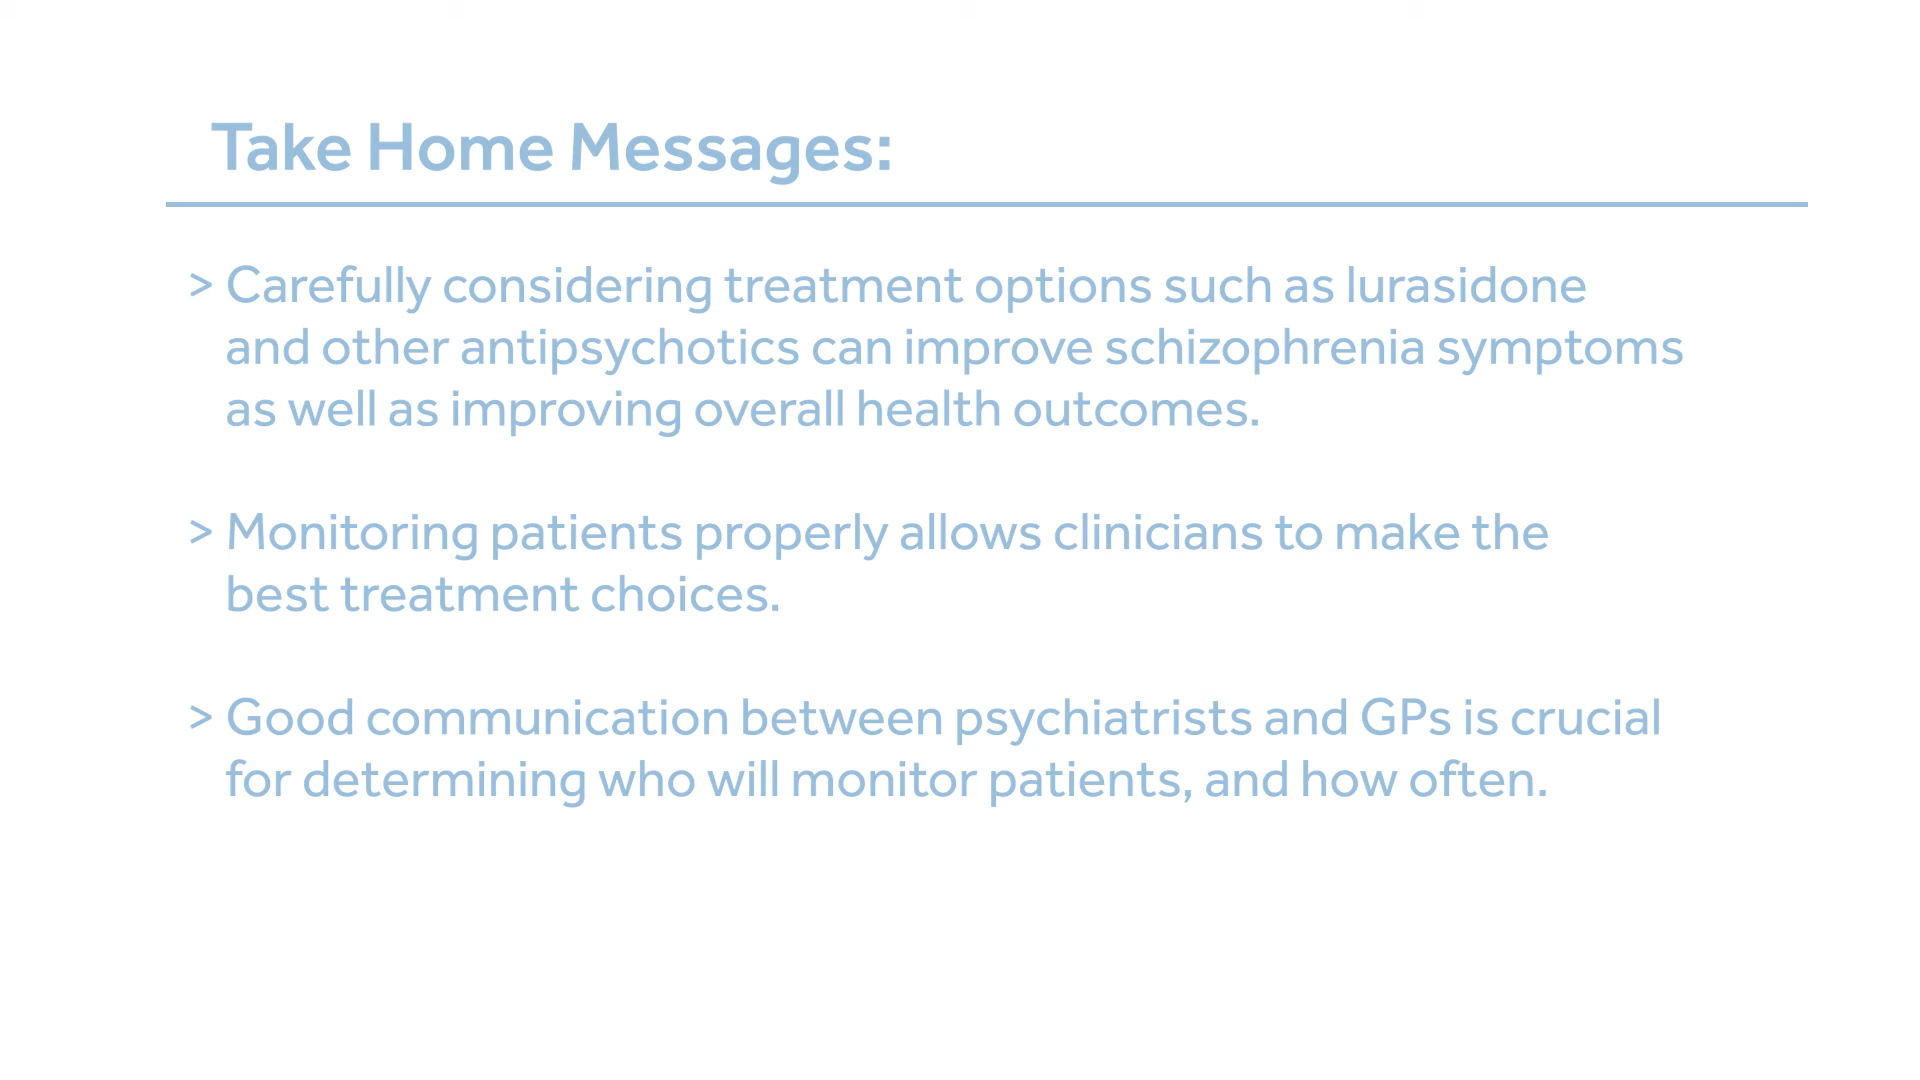 Take Home Messages:
> Carefully considering treatment options such as lurasidone
and other antipsychotics can improve schizophrenia symptoms
as well as improving overall health outcomes.
> Monitoring patients properly allows clinicians to make the
best treatment choices.
> Good communication between psychiatrists and GPs is crucial
for determining who will monitor patients, and how often.